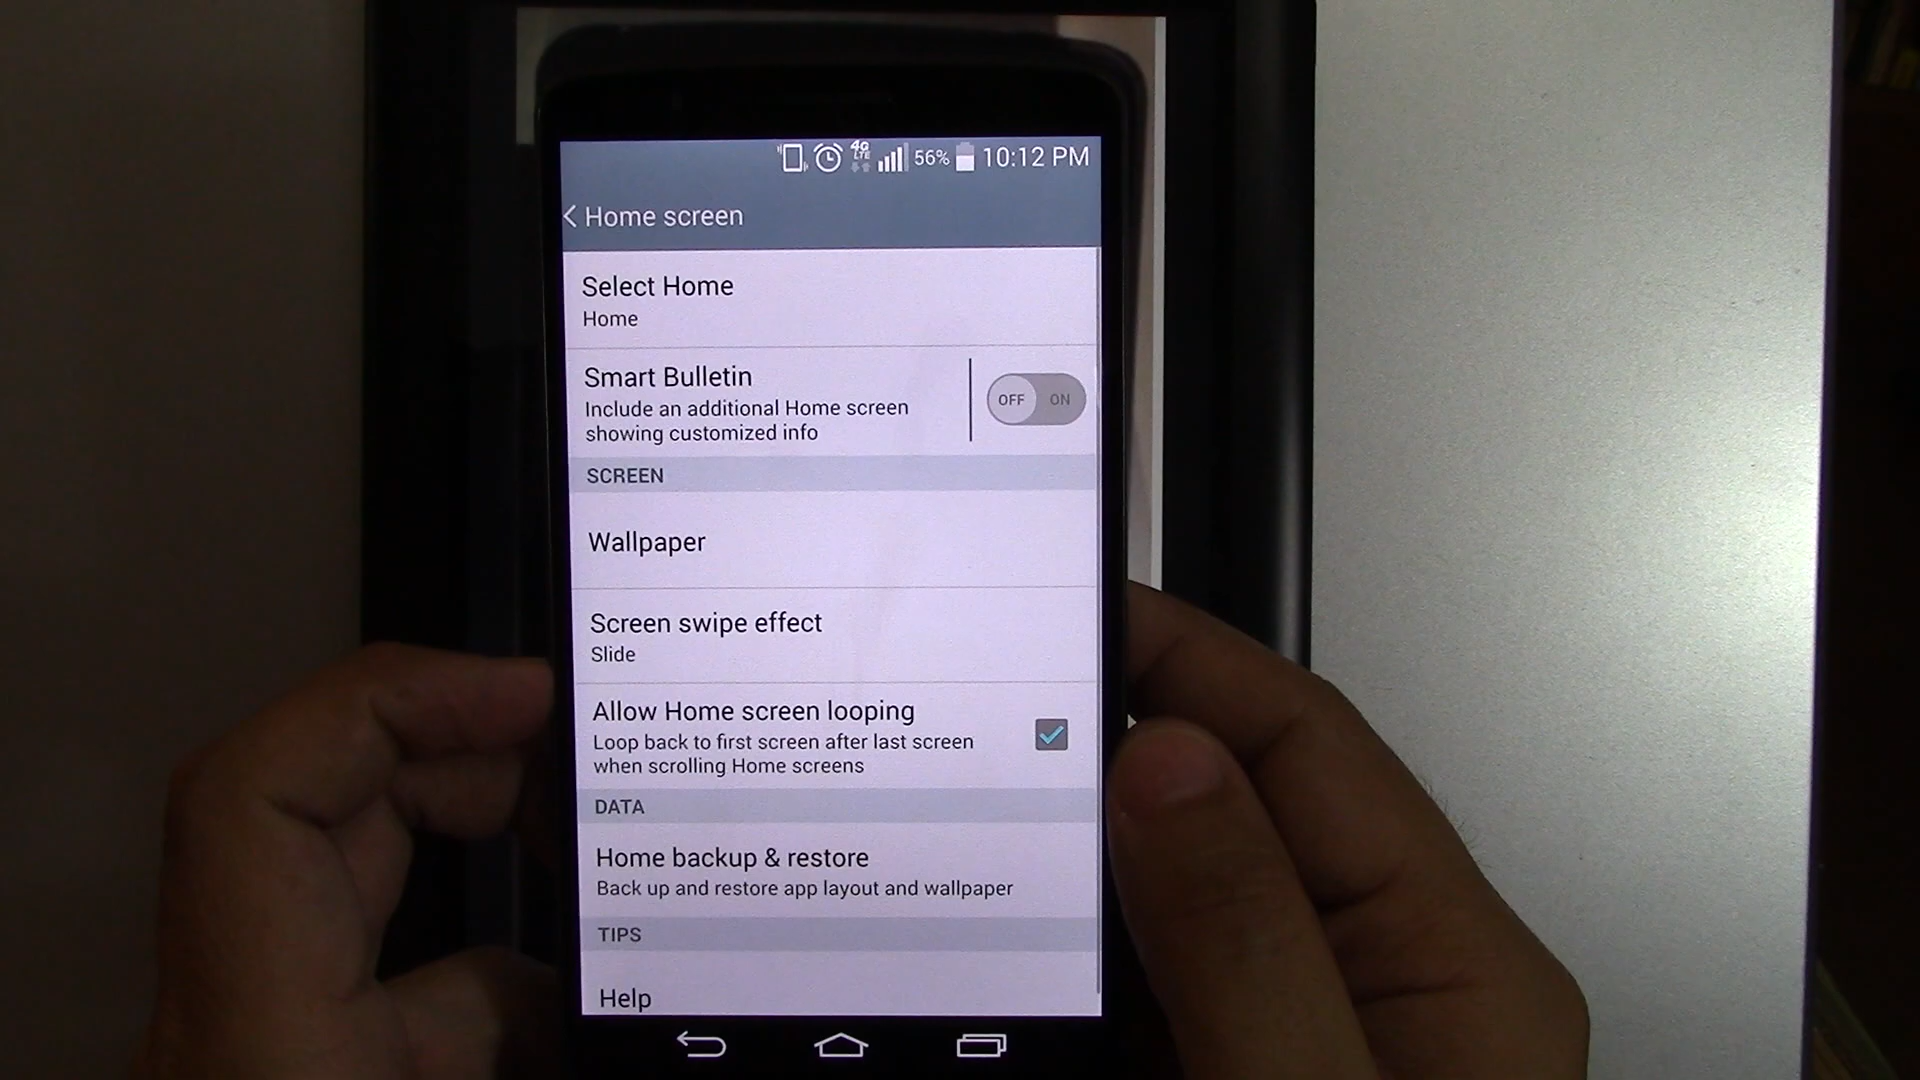 4G LTE 56% 10:12 PM
Home screen
Select Home
Home
Smart Bulletin
Include an additional Home screen
showing customized info
OFF ON
SCREEN
Wallpaper
Screen swipe effect
Slide
Allow Home screen looping
Loop back to first screen after last screen
when scrolling Home screens
DATA
Home backup & restore
Back up and restore app layout and wallpaper
TIPS
Help